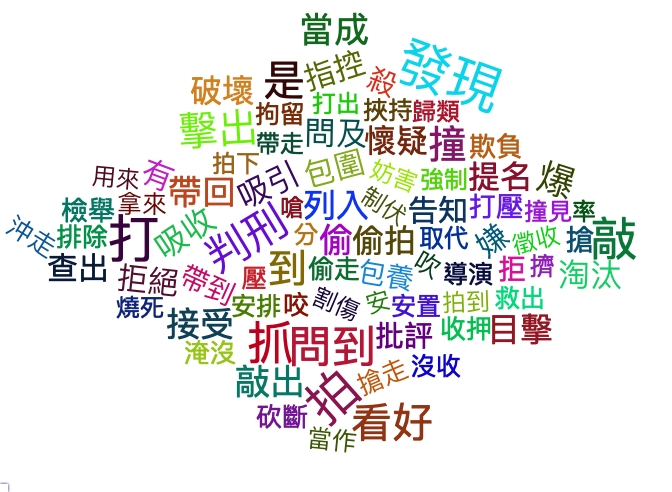 當成
發現
是
指控
殺
破壞
打出
挾持
歸類
拘留
擊出
帶走
問及
懷疑
撞
欺負
拍下
用來
有
帶回
吸引
包圍
妨害
強制
提名
爆
檢舉
拿來
嗆
列入
制伏
告知
打壓
撞見
率
沖走
排除
打
吸收
判刑
分
偷
偷拍
取代
嫌
徵收
搶
敲
查出
拒絕
帶到
壓
到
偷走
包養
吹
導演
拒
擠
淘汰
燒死
安排
咬
割傷
安
安置
拍到
救出
接受
淹沒
抓
問到
批評
收押
目擊
敲出
拍
搶走
沒收
砍斷
當作
看好